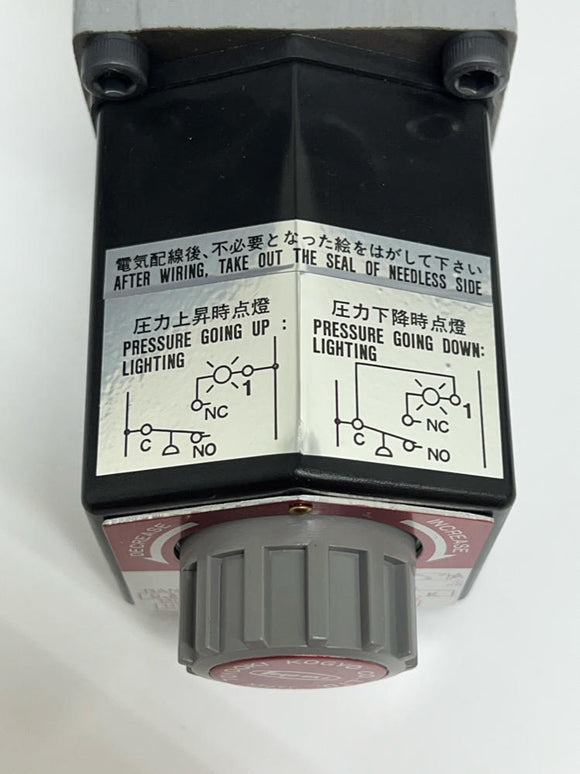 電気配線後、不必要となった絵をはがして下さい
AFTER WIRING, TAKE OUT THE SEAL OF NEEDLESS SIDE
圧力上昇時点燈
PRESSURE GOING UP :
LIGHTING
1
NC
C
NO
圧力下降時点燈
PRESSURE GOING DOWN:
LIGHTING
1
NC
C
NO
DECREASE
INCREASE
KOGYO